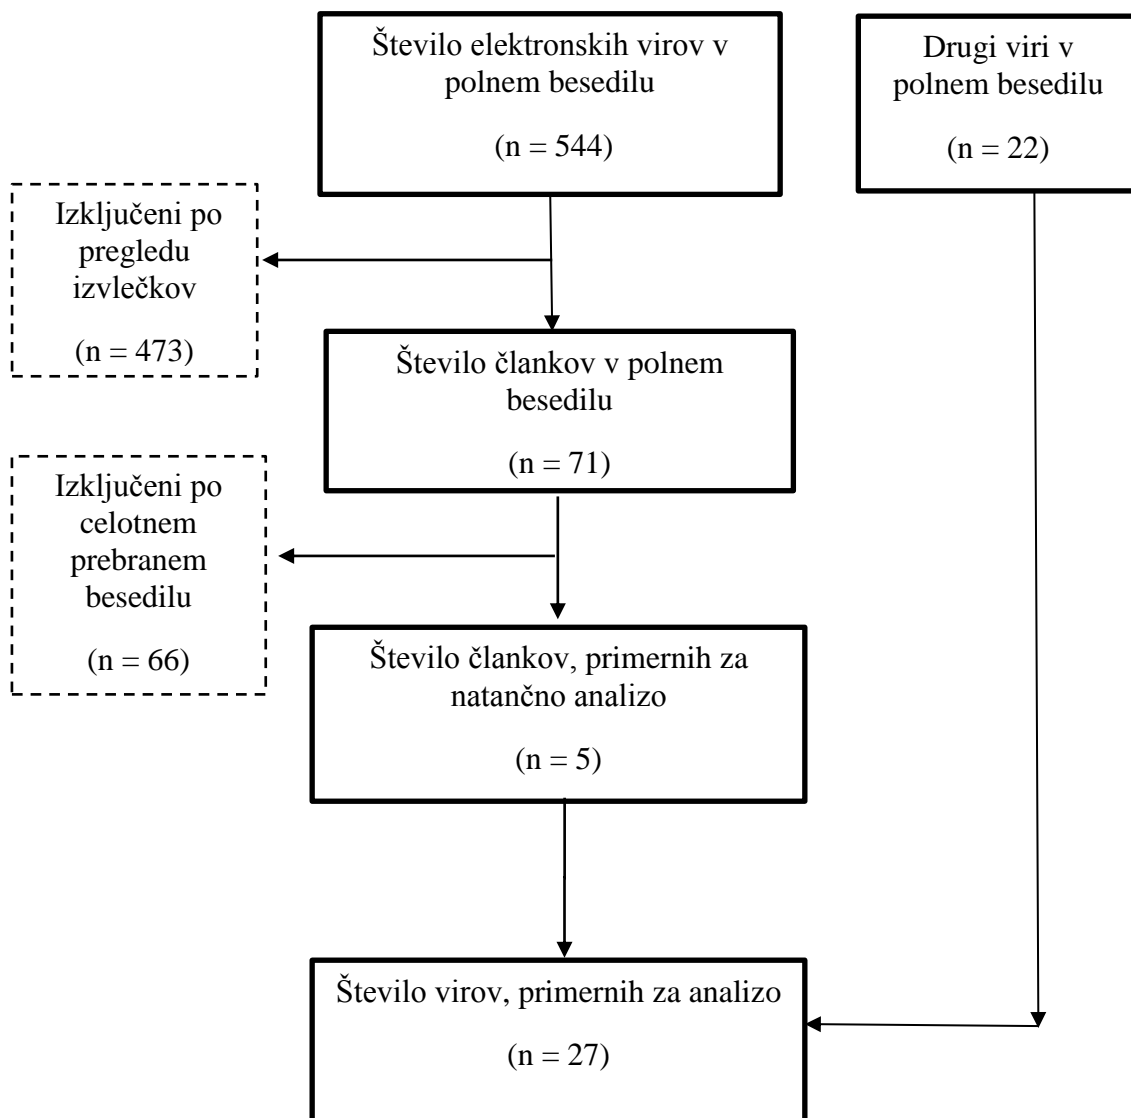 Število elektronskih virov v
polnem besedilu
(n = 544)
Drugi viri v
polnem besedilu
(n = 22)
Izključeni po
pregledu
izvlečkov
(n = 473)
Število člankov v polnem
besedilu
(n = 71)
Izključeni po
celotnem
prebranem
besedilu
(n = 66)
Število člankov, primernih za
natančno analizo
(n = 5)
Število virov, primernih za analizo
(n = 27)